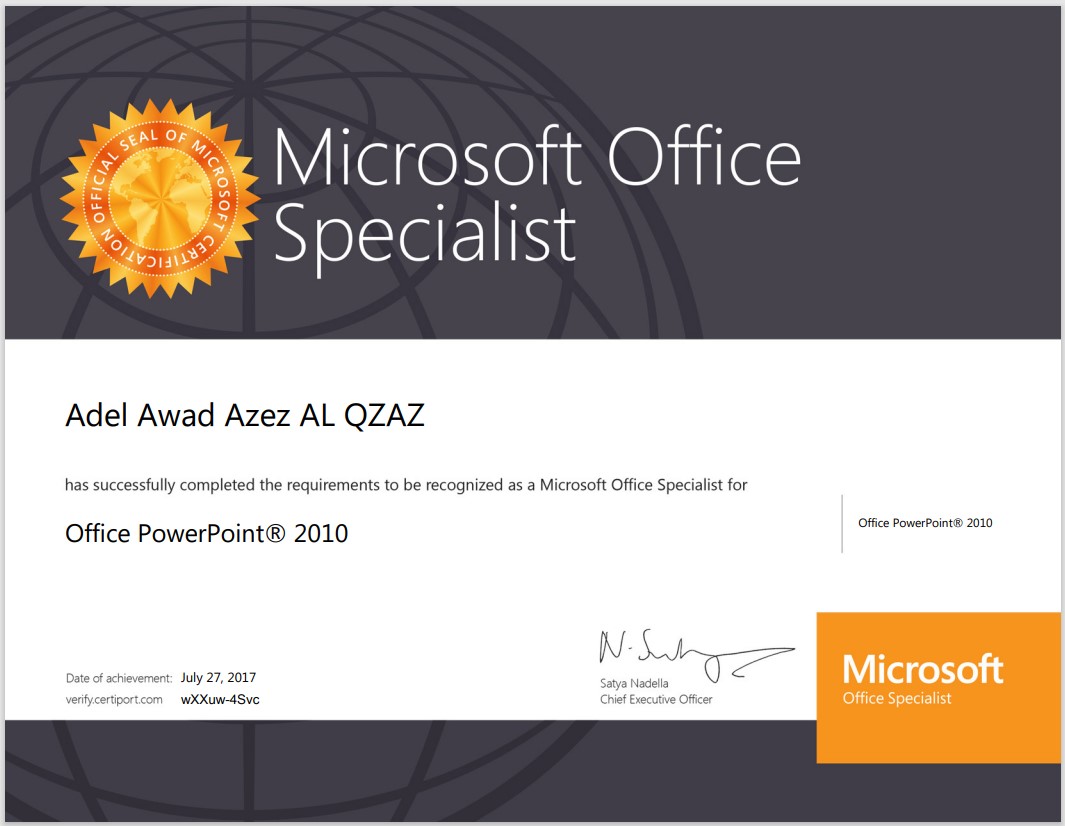 OFFICIAL SEAL OF MICROSOFT CERTIFICATION
Microsoft Office
Specialist
Adel Awad Azez AL QZAZ
has successfully completed the requirements to be recognized as a Microsoft Office Specialist for
Office PowerPoint® 2010
Office PowerPoint® 2010
Date of achievement: July 27, 2017
verify.certiport.com wXXuw-4Svc
N. Satya
Satya Nadella
Chief Executive Officer
Microsoft
Office Specialist